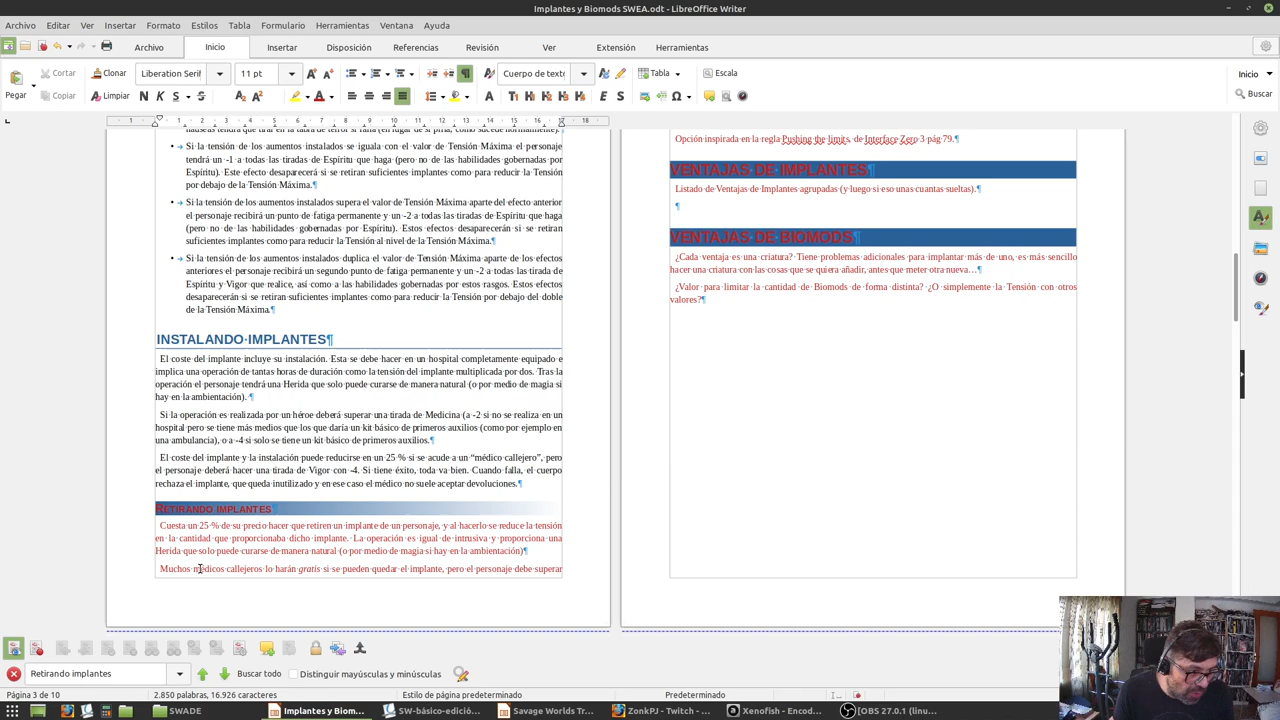 Implantes y Biomods SWEA.odt - LibreOffice Writer
Archivo Editar Ver Insertar Formato Estilos Tabla Formulario Herramientas Ventana Ayuda
Archivo Inicio Insertar Disposición Referencias Revisión Ver Extensión Herramientas
Pegar Cortar Clonar Copiar Limpiar Liberation Serif 11 pt Cuerpo de texto Tabla Escala Inicio Buscar
náuseas tendrá que tirar en la tabla de terror si falla (en lugar de si pifia, como sucede normalmente).
Si la tensión de los aumentos instalados se iguala con el valor de Tensión Máxima el personaje
tendrá un -1 a todas las tiradas de Espíritu que haga (pero no de las habilidades gobernadas por
Espíritu). Este efecto desaparecerá si se retiran suficientes implantes como para reducir la Tensión
por debajo de la Tensión Máxima.¶
Si la tensión de los aumentos instalados supera el valor de Tensión Máxima aparte del efecto anterior
el personaje recibirá un punto de fatiga permanente y un -2 a todas las tiradas de Espíritu que haga
(pero no de las habilidades gobernadas por Espíritu). Estos efectos desaparecerán si se retiran
suficientes implantes como para reducir la Tensión al nivel de la Tensión Máxima.¶
Si la tensión de los aumentos instalados duplica el valor de Tensión Máxima aparte de los efectos
anteriores el personaje recibirá un segundo punto de fatiga permanente y un -2 a todas las tirada de
Espíritu y Vigor que realice, así como las habilidades gobernadas por estos rasgos. Estos efectos
desaparecerán si se retiran suficientes implantes como para reducir la Tensión por debajo del doble
de la Tensión Máxima.¶
INSTALANDO IMPLANTES¶
El coste del implante incluye su instalación. Esta se debe hacer en un hospital completamente equipado e
implica una operación de tantas horas de duración como la tensión del implante multiplicada por dos. Tras la
operación el personaje tendrá una Herida que solo puede curarse de manera natural (o por medio de magia si
hay en la ambientación). ¶
Si la operación es realizada por un héroe deberá superar una tirada de Medicina (a -2 si no se realiza en un
hospital pero se tiene más medios que los que daría un kit básico de primeros auxilios (como por ejemplo en
una ambulancia), o a -4 si solo se tiene un kit básico de primeros auxilios.¶
El coste del implante y la instalación puede reducirse en un 25 % si se acude a un “médico callejero”, pero
el personaje deberá hacer una tirada de Vigor con -4. Si tiene éxito, toda va bien. Cuando falla, el cuerpo
rechaza el implante, que queda inutilizado y en ese caso el médico no suele aceptar devoluciones.¶
RETIRANDO IMPLANTES¶
Cuesta un 25 % de su precio hacer que retiren un implante de un personaje, y al hacerlo se reduce la tensión
en la cantidad que proporcionaba dicho implante. La operación es igual de intrusiva y proporciona una
Herida que solo puede curarse de manera natural (o por medio de magia si hay en la ambientación)¶
Muchos médicos callejeros lo harán gratis si se pueden quedar el implante, pero el personaje debe superar
Opción inspirada en la regla Pushing the limits, de Interface Zero 3 pág 79.¶
VENTAJAS DE IMPLANTES¶
Listado de Ventajas de Implantes agrupadas (y luego si eso unas cuantas sueltas).¶
¶
VENTAJAS DE BIOMODS¶
¿Cada ventaja es una criatura? Tiene problemas adicionales para implantar más de uno, es más sencillo
hacer una criatura con las cosas que se quiera añadir, antes que meter otra nueva…¶
¿Valor para limitar la cantidad de Biomods de forma distinta? ¿O simplemente la Tensión con otros
valores?¶
Retirando implantes Buscar todo Distinguir mayúsculas y minúsculas
Página 3 de 10 2.850 palabras, 16.926 caracteres Estilo de página predeterminado Predeterminado
SWADE Implantes y Biom... SW-básico-edició... Savage Worlds Tr... ZonkPJ - Twitch - ... Xenofish - Encod... [OBS 27.0.1 (linu...